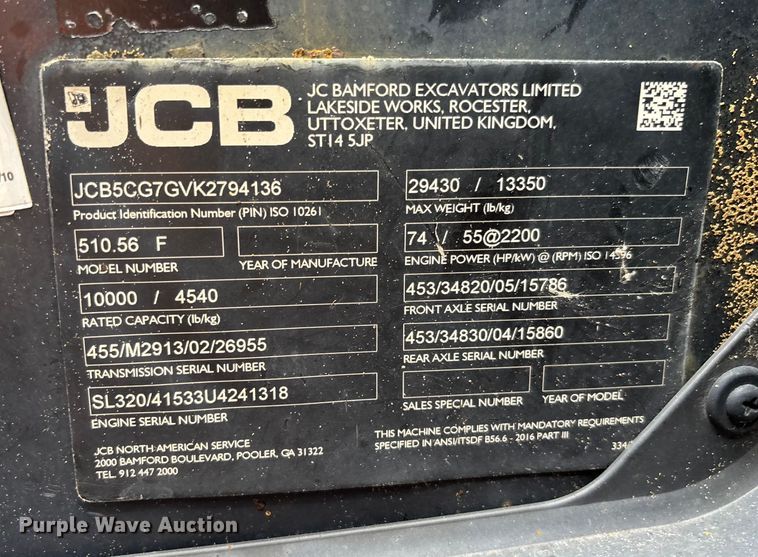 JCB
JC BAMFORD EXCAVATORS LIMITED
LAKESIDE WORKS, ROCESTER,
UTTOXETER, UNITED KINGDOM,
ST14 5JP
/10
JCB5CG7GVK2794136
Product Identification Number (PIN) ISO 10261
510.56 F
MODEL NUMBER
YEAR OF MANUFACTURE
10000 / 4540
RATED CAPACITY (lb/kg)
455/M2913/02/26955
TRANSMISSION SERIAL NUMBER
SL320/41533U4241318
ENGINE SERIAL NUMBER
29430 / 13350
MAX WEIGHT (lb/kg)
74 / 55@2200
ENGINE POWER (HP/kW) @ (RPM) ISO 14396
453/34820/05/15786
FRONT AXLE SERIAL NUMBER
453/34830/04/15860
REAR AXLE SERIAL NUMBER
SALES SPECIAL NUMBER
YEAR OF MODEL
JCB NORTH AMERICAN SERVICE
2000 BAMFORD BOULEVARD, POOLER, GA 31322
TEL. 912 447 2000
THIS MACHINE COMPLIES WITH MANDATORY REQUIREMENTS
SPECIFIED IN ANSI/ITSDF B56.6 - 2016 PART III
334/
Purple Wave Auction